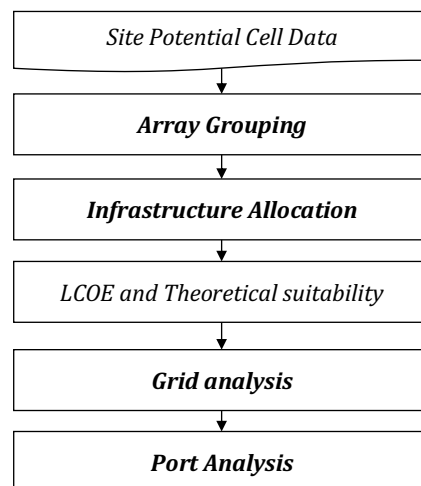 Site Potential Cell Data
Array Grouping
Infrastructure Allocation
LCOE and Theoretical suitability
Grid analysis
Port Analysis